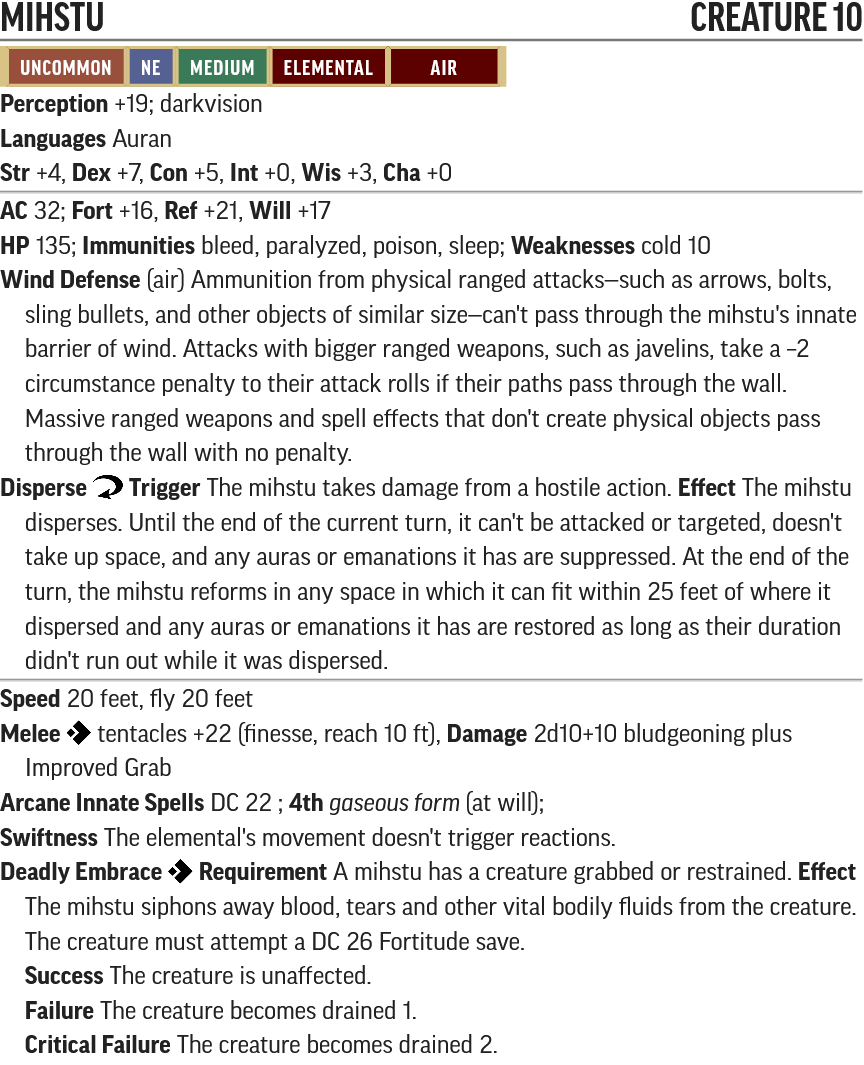 MIHSTU CREATURE 10
UNCOMMON NE MEDIUM ELEMENTAL AIR
Perception +19; darkvision
Languages Auran
Str +4, Dex +7, Con +5, Int +0, Wis +3, Cha +0
AC 32; Fort +16, Ref +21, Will +17
HP 135; Immunities bleed, paralyzed, poison, sleep; Weaknesses cold 10
Wind Defense (air) Ammunition from physical ranged attacks—such as arrows, bolts,
sling bullets, and other objects of similar size—can't pass through the mihstu's innate
barrier of wind. Attacks with bigger ranged weapons, such as javelins, take a –2
circumstance penalty to their attack rolls if their paths pass through the wall.
Massive ranged weapons and spell effects that don't create physical objects pass
through the wall with no penalty.
Disperse Trigger The mihstu takes damage from a hostile action. Effect The mihstu
disperses. Until the end of the current turn, it can't be attacked or targeted, doesn't
take up space, and any auras or emanations it has are suppressed. At the end of the
turn, the mihstu reforms in any space in which it can fit within 25 feet of where it
dispersed and any auras or emanations it has are restored as long as their duration
didn't run out while it was dispersed.
Speed 20 feet, fly 20 feet
Melee tentacles +22 (finesse, reach 10 ft), Damage 2d10+10 bludgeoning plus
Improved Grab
Arcane Innate Spells DC 22 ; 4th gaseous form (at will);
Swiftness The elemental's movement doesn't trigger reactions.
Deadly Embrace Requirement A mihstu has a creature grabbed or restrained. Effect
The mihstu siphons away blood, tears and other vital bodily fluids from the creature.
The creature must attempt a DC 26 Fortitude save.
Success The creature is unaffected.
Failure The creature becomes drained 1.
Critical Failure The creature becomes drained 2.